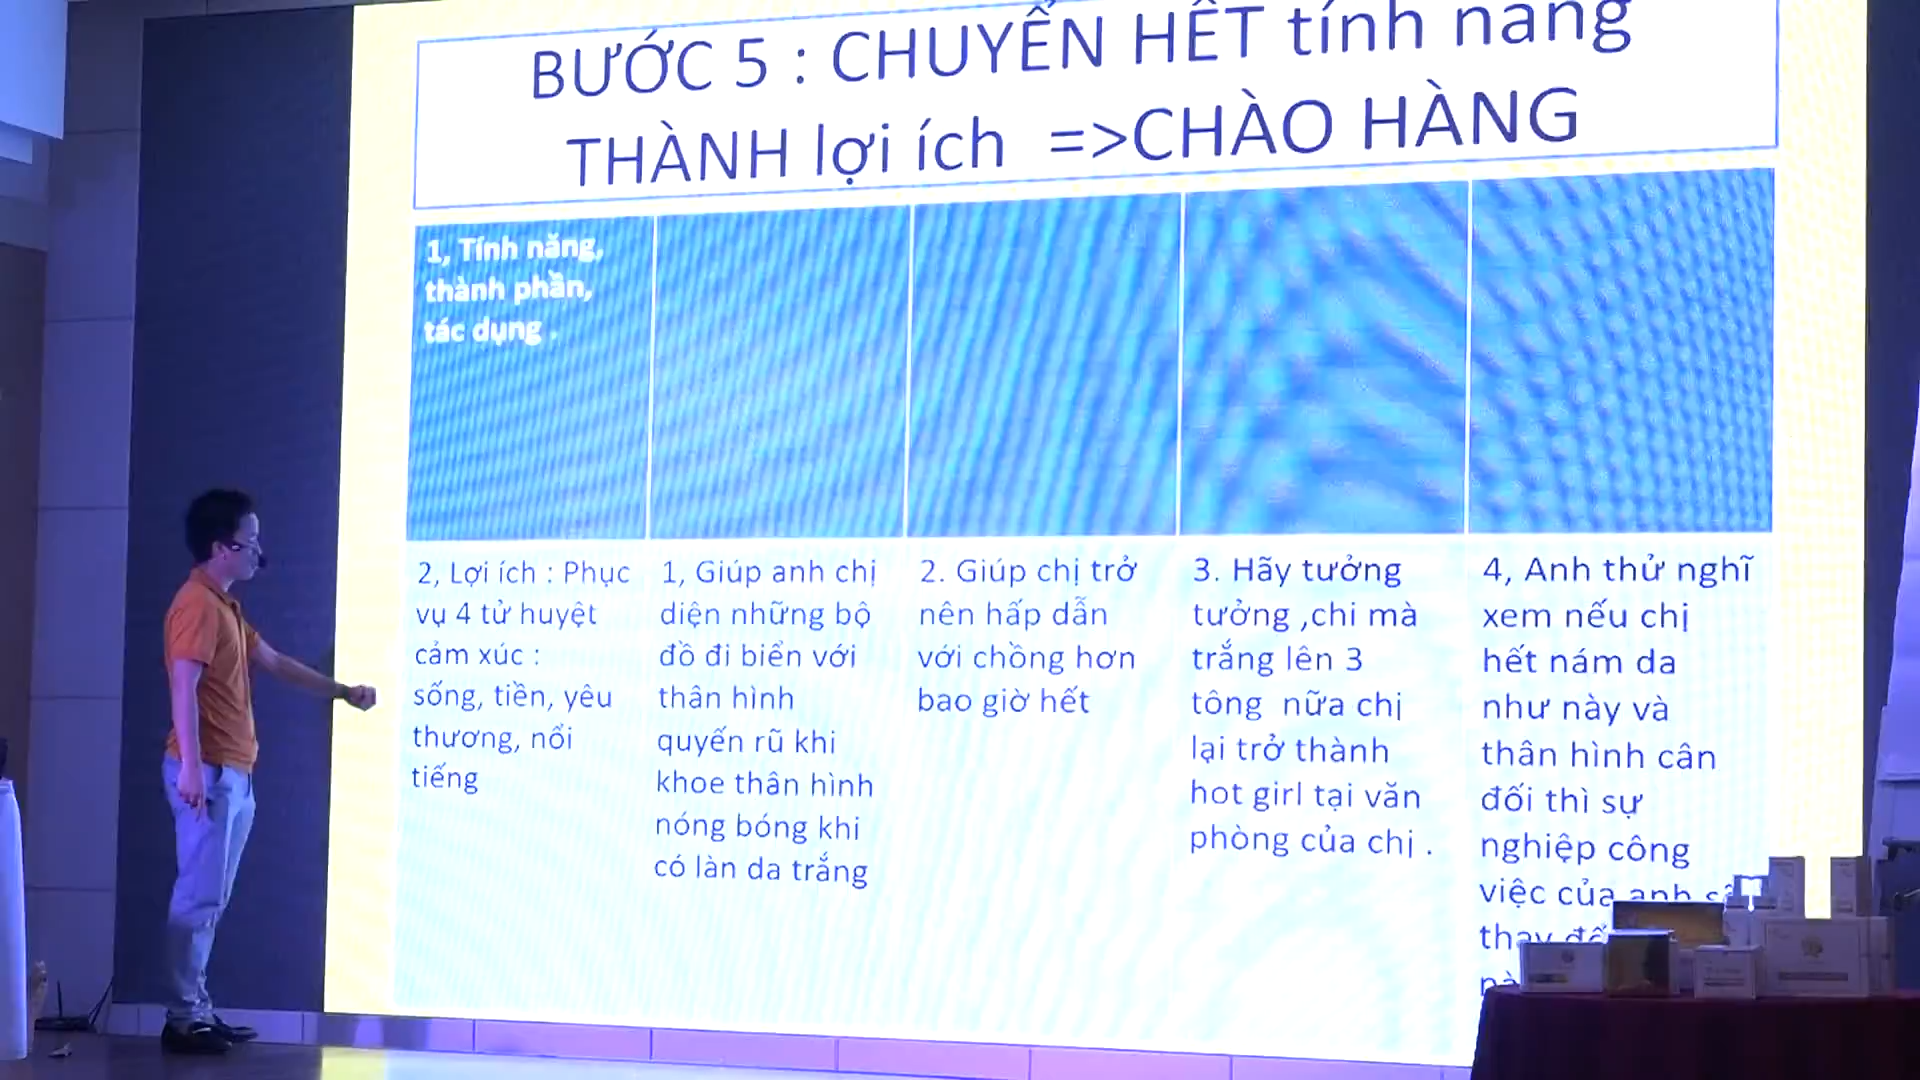 BƯỚC 5 : CHUYỂN HẾT tính năng
THÀNH lợi ích =>CHÀO HÀNG
1, Tính năng,
thành phần,
tác dụng .
2, Lợi ích : Phục
vụ 4 tử huyệt
cảm xúc :
sống, tiền, yêu
thương, nổi
tiếng
1, Giúp anh chị
diện những bộ
đồ đi biển với
thân hình
quyến rũ khi
khoe thân hình
nóng bóng khi
có làn da trắng
2. Giúp chị trở
nên hấp dẫn
với chồng hơn
bao giờ hết
3. Hãy tưởng
tưởng ,chi mà
trắng lên 3
tông nữa chị
lại trở thành
hot girl tại văn
phòng của chị .
4, Anh thử nghĩ
xem nếu chị
hết nám da
như này và
thân hình cân
đối thì sự
nghiệp công
việc của anh
thay